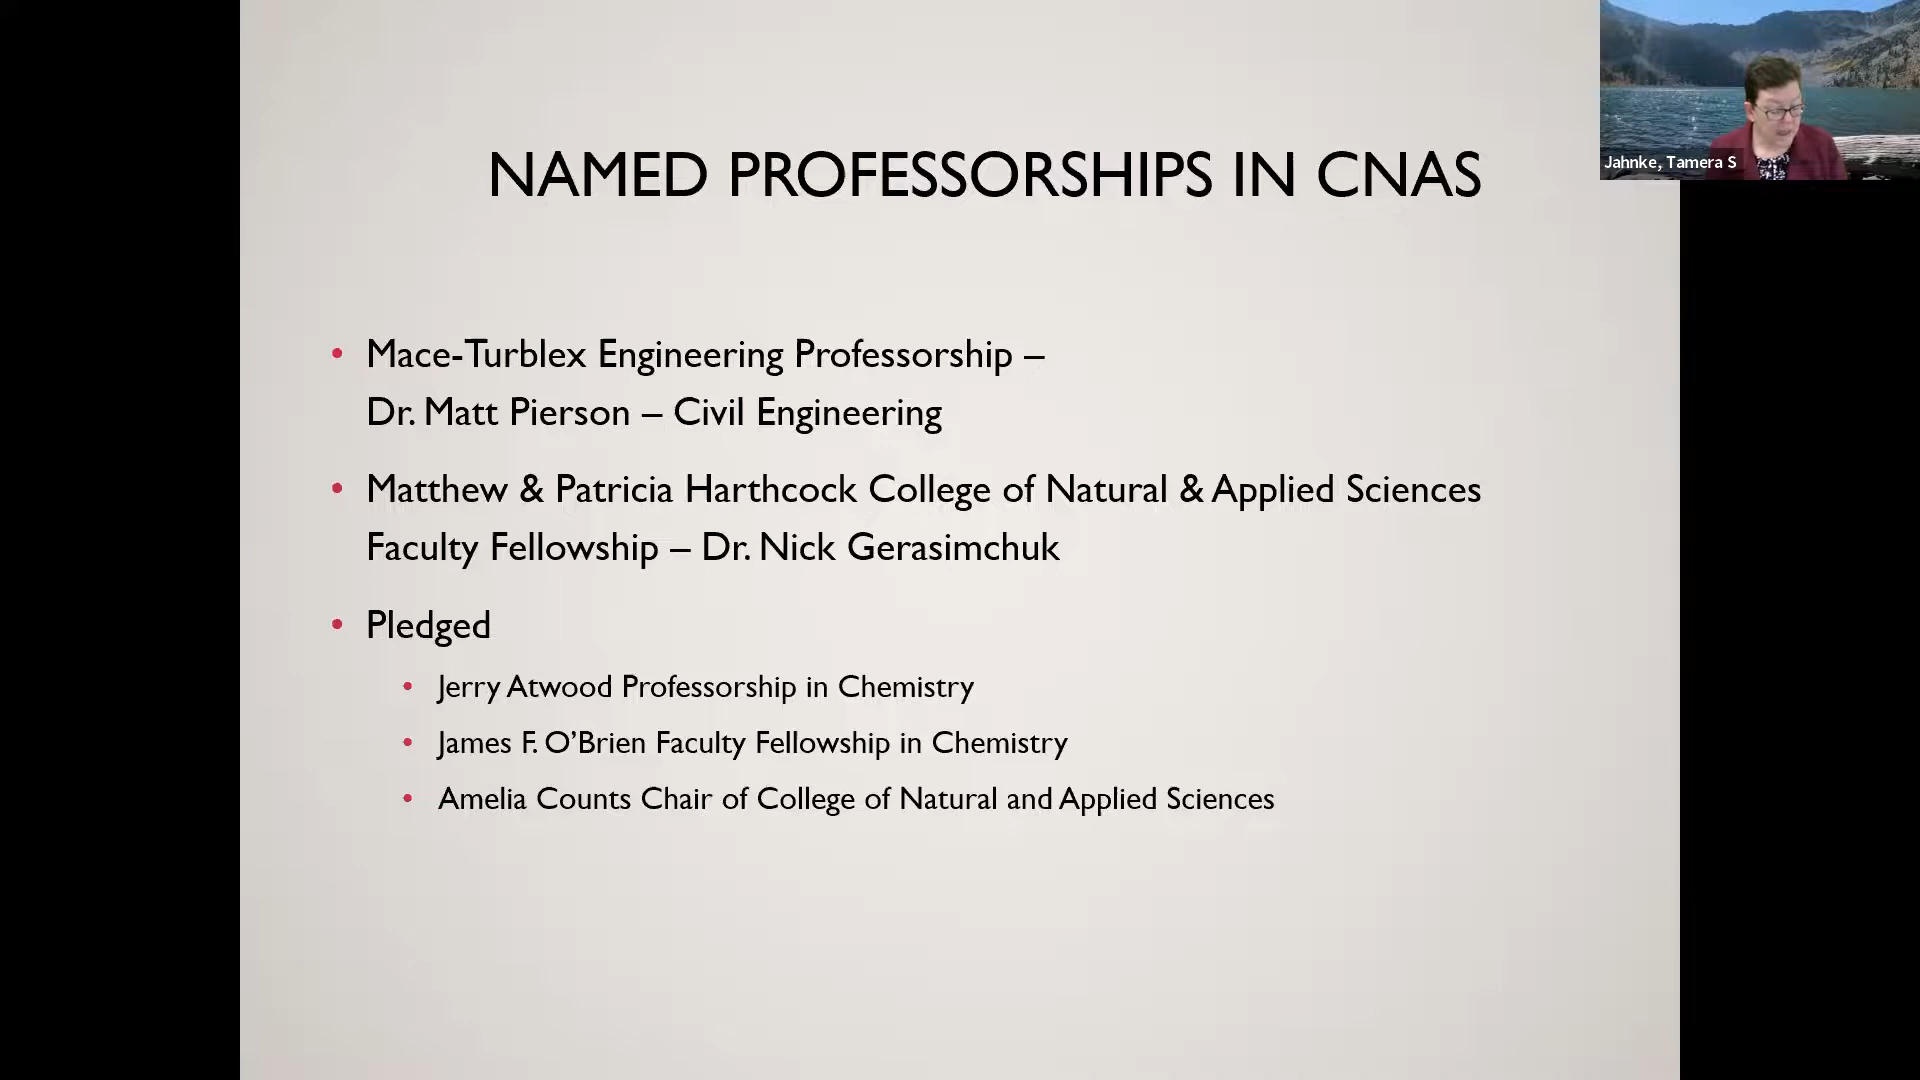 NAMED PROFESSORSHIPS IN CNAS
Jahnke, Tamera S
• Mace-Turblex Engineering Professorship –
Dr. Matt Pierson – Civil Engineering
• Matthew & Patricia Harthcock College of Natural & Applied Sciences
Faculty Fellowship – Dr. Nick Gerasimchuk
• Pledged
• Jerry Atwood Professorship in Chemistry
• James F. O’Brien Faculty Fellowship in Chemistry
• Amelia Counts Chair of College of Natural and Applied Sciences